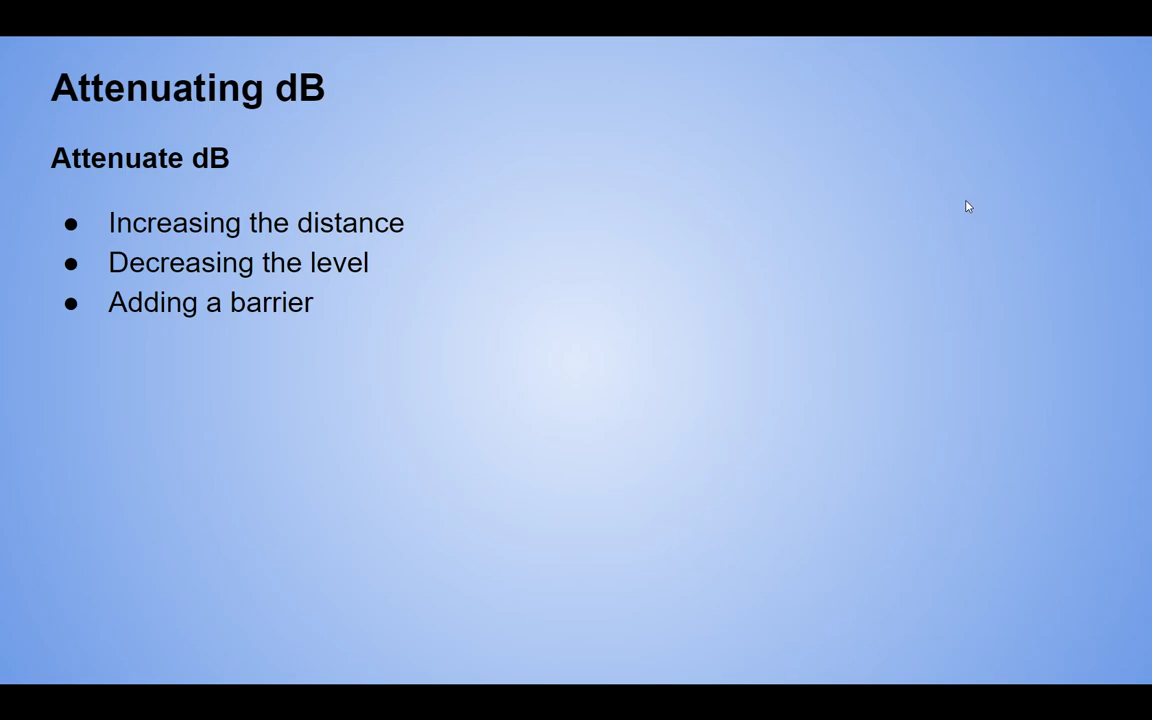 Attenuating dB
Attenuate dB
● Increasing the distance
● Decreasing the level
● Adding a barrier